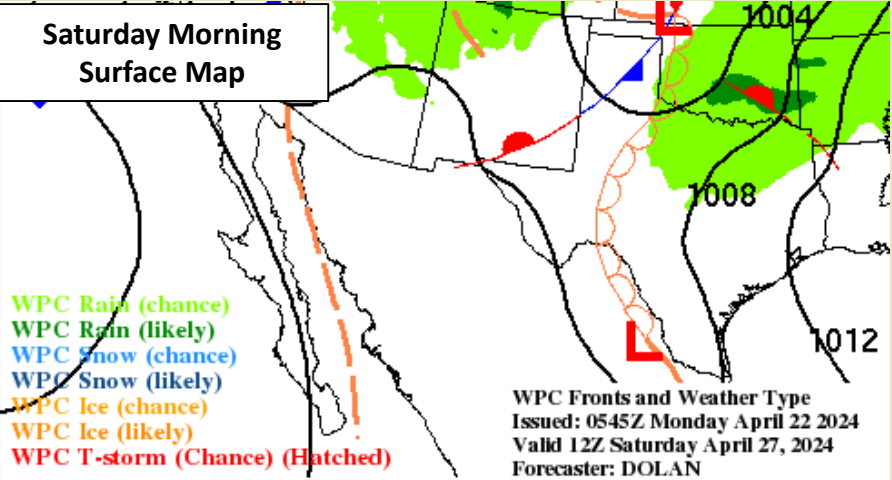 Saturday Morning
Surface Map
1004
1008
1012
WPC Rain (chance)
WPC Rain (likely)
WPC Snow (chance)
WPC Snow (likely)
WPC Ice (chance)
WPC Ice (likely)
WPC T-storm (Chance) (Hatched)
L
L
WPC Fronts and Weather Type
Issued: 0545Z Monday April 22 2024
Valid 12Z Saturday April 27, 2024
Forecaster: DOLAN